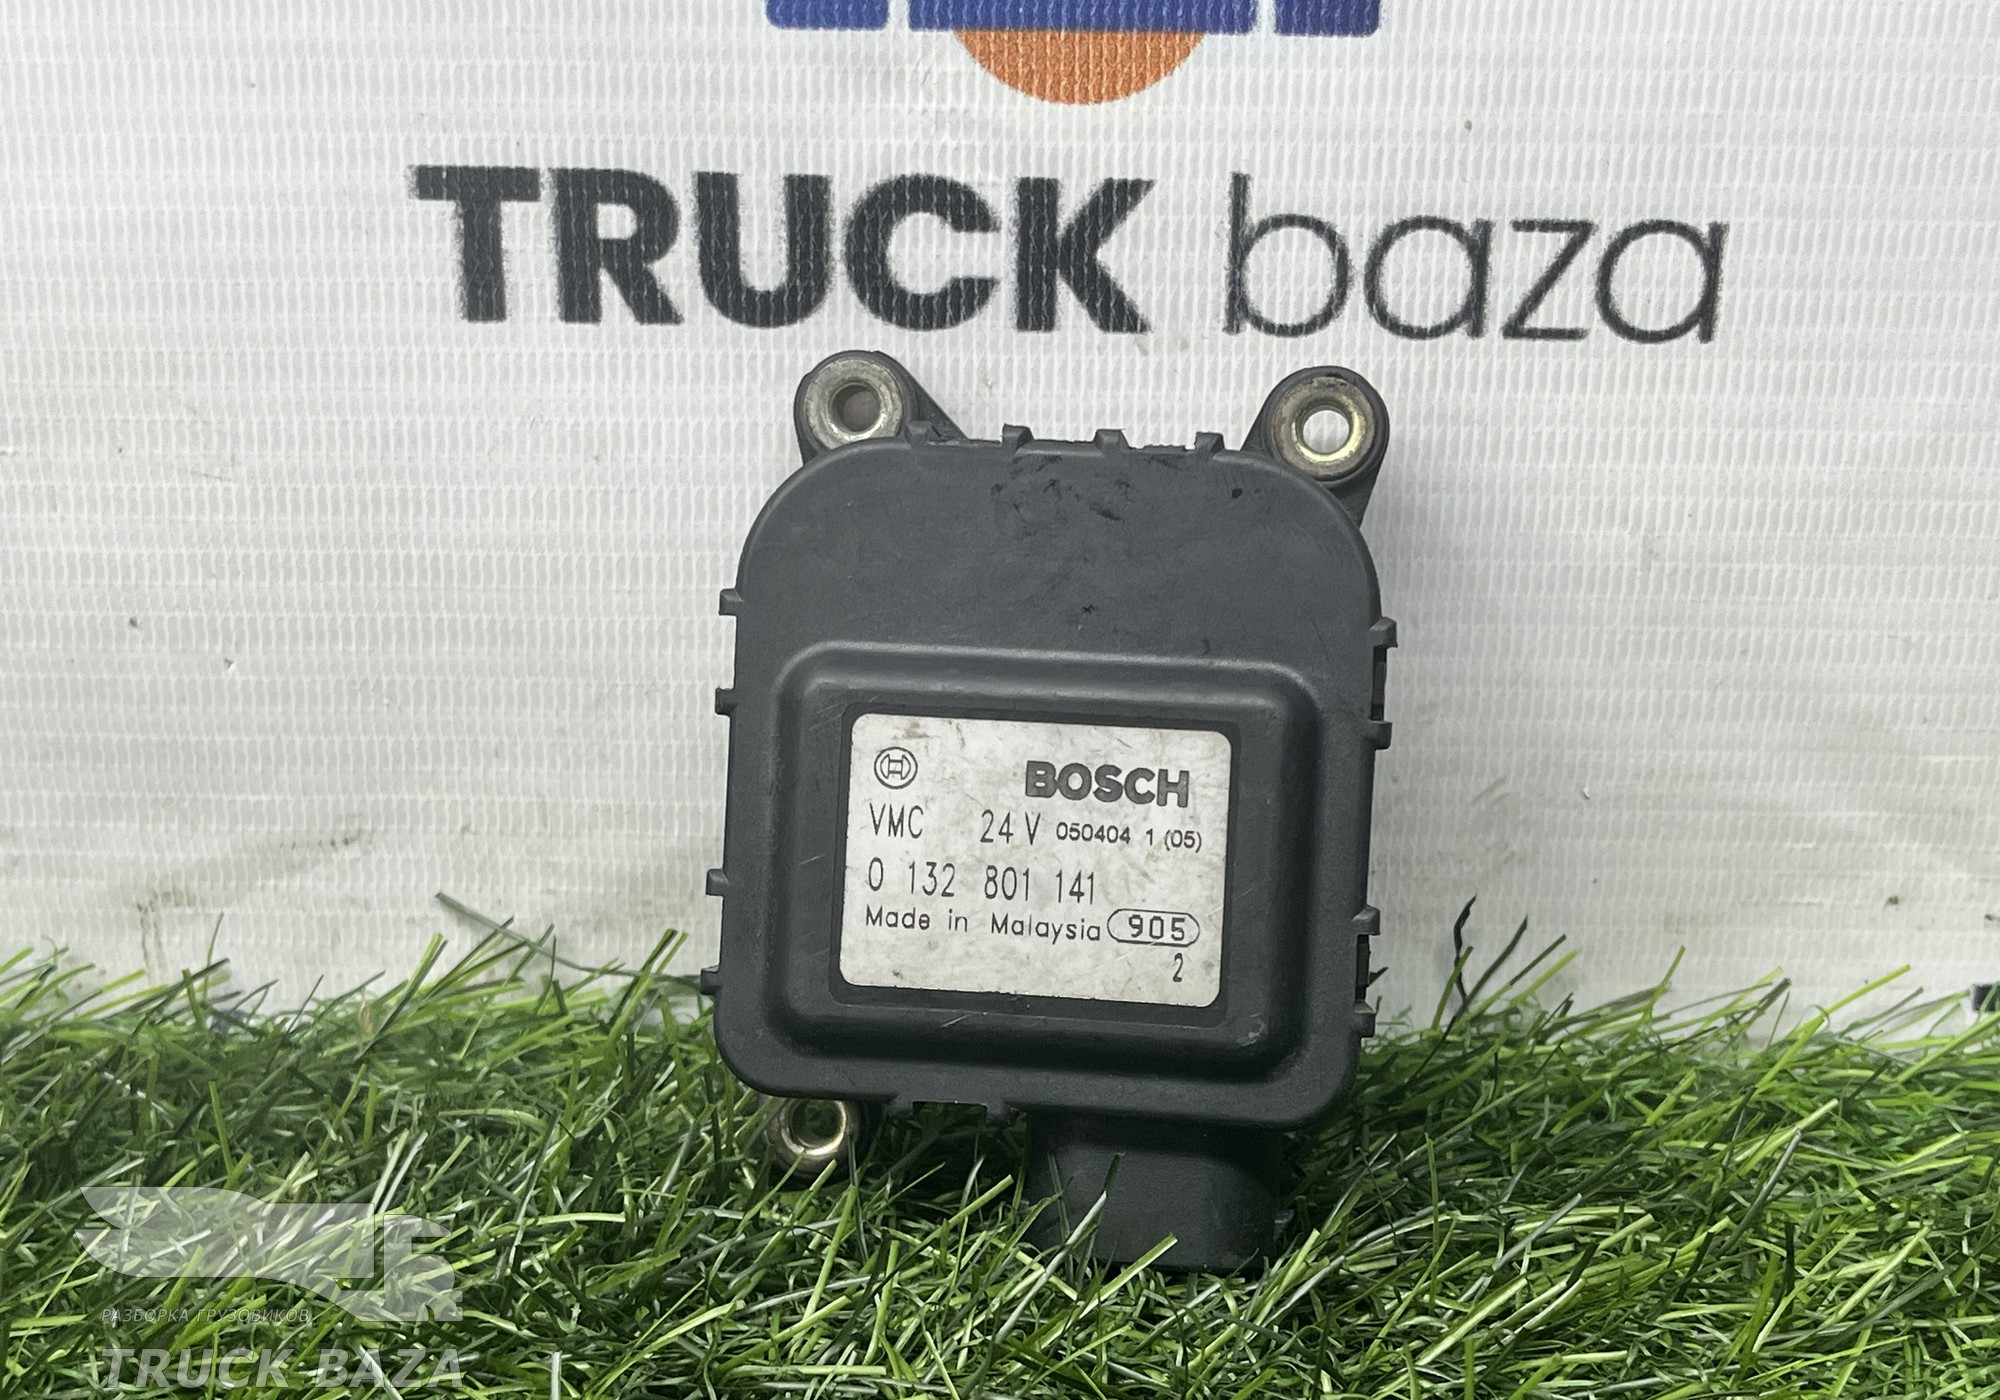 TRUCK baza
BOSCH
VMC 24 V 050404 1 (05)
0 132 801 141
Made in Malaysia 905
2
РАЗБОРКА ГРУЗОВИКОВ
TRUCK BAZA